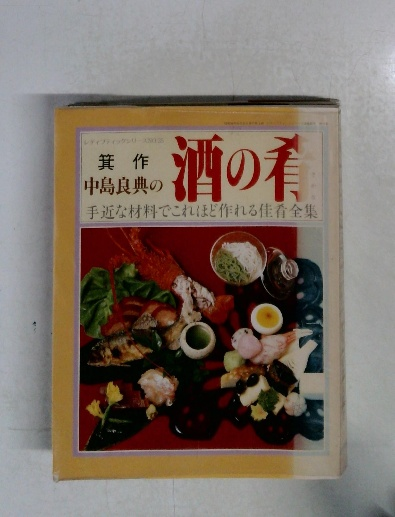 箕作
中島良典の
酒の肴
手近な材料でこれほど作れる佳肴全集